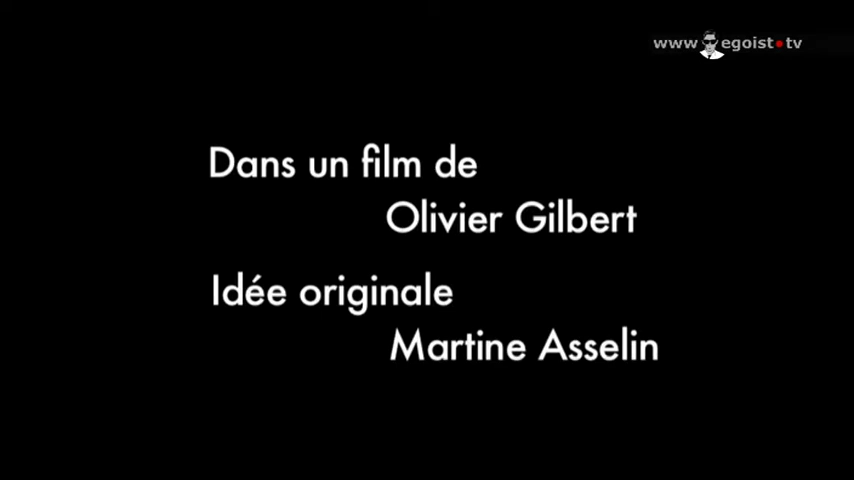 www.egoist.tv
Dans un film de
Olivier Gilbert
Idée originale
Martine Asselin